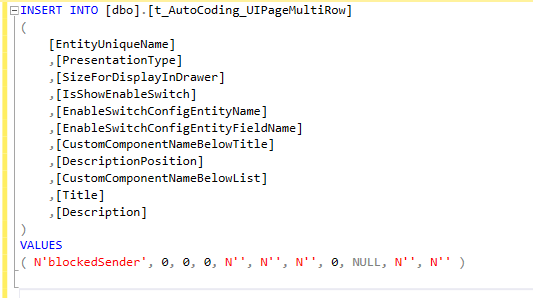 INSERT INTO [dbo].[t_AutoCoding_UIPageMultiRow]
(
[EntityUniqueName]
,[PresentationType]
,[SizeForDisplayInDrawer]
,[IsShowEnableSwitch]
,[EnableSwitchConfigEntityName]
,[EnableSwitchConfigEntityFieldName]
,[CustomComponentNameBelowTitle]
,[DescriptionPosition]
,[CustomComponentNameBelowList]
,[Title]
,[Description]
)
VALUES
( N'blockedSender', 0, 0, 0, N'', N'', N'', 0, NULL, N'', N'' )